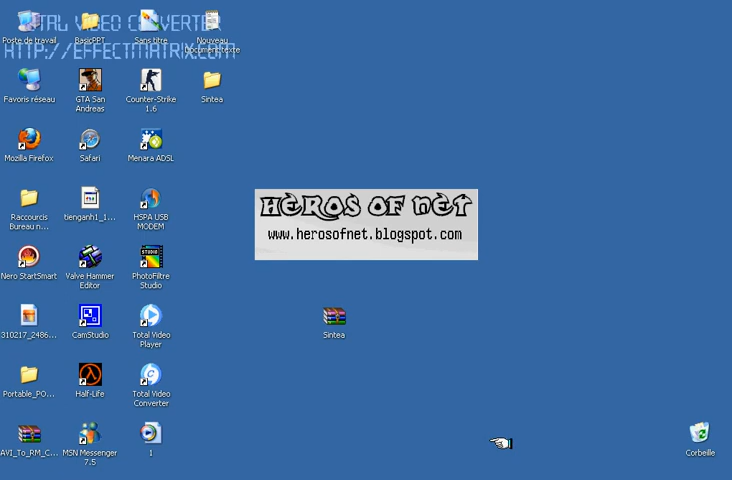 TOTAL VIDEO CONVERTER
HTTP://EFFECTMATRIX.COM
Poste de travail
BasicPPT
Sans titre
Nouveau
Document texte
Favoris réseau
GTA San
Andreas
Counter-Strike
1.6
Sintea
Mozilla Firefox
Safari
Menara ADSL
Raccourcis
Bureau n...
tienganh1_1...
HSPA USB
MODEM
HEROS OF NET
www.herosofnet.blogspot.com
Nero StartSmart
Valve Hammer
Editor
STUDIO
PhotoFiltre
Studio
310217_2486...
CamStudio
Total Video
Player
Sintea
Portable_PO...
Half-Life
Total Video
Converter
AVI_To_RM_C...
MSN Messenger
7.5
1
Corbeille